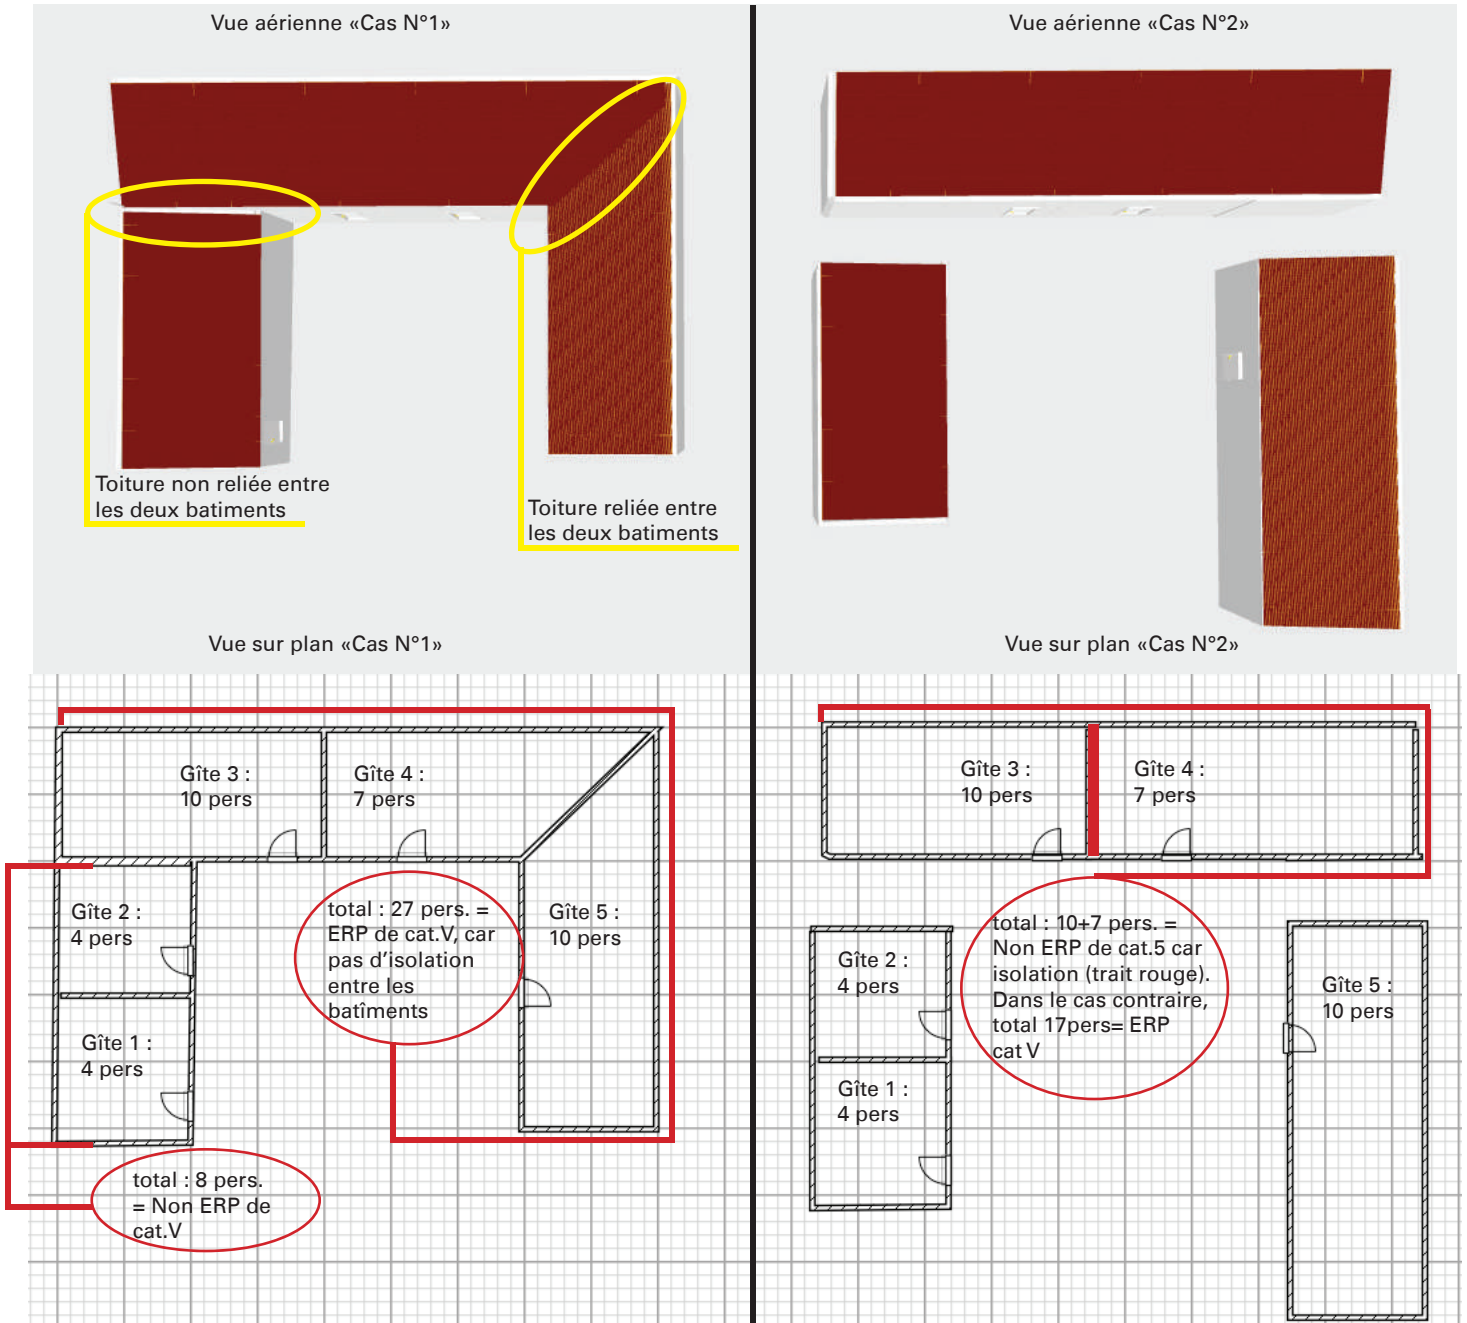 Vue aérienne «Cas N°1»
Toiture non reliée entre
les deux batiments
Toiture reliée entre
les deux batiments
Vue sur plan «Cas N°1»
Gîte 3 :
10 pers
Gîte 4 :
7 pers
Gîte 2 :
4 pers
total : 27 pers. =
ERP de cat.V, car
pas d’isolation
entre les
batîments
Gîte 5 :
10 pers
Gîte 1 :
4 pers
total : 8 pers.
= Non ERP de
cat.V
Vue aérienne «Cas N°2»
Vue sur plan «Cas N°2»
Gîte 3 :
10 pers
Gîte 4 :
7 pers
total : 10+7 pers. =
Non ERP de cat.5 car
isolation (trait rouge).
Dans le cas contraire,
total 17pers= ERP
cat V
Gîte 2 :
4 pers
Gîte 5 :
10 pers
Gîte 1 :
4 pers